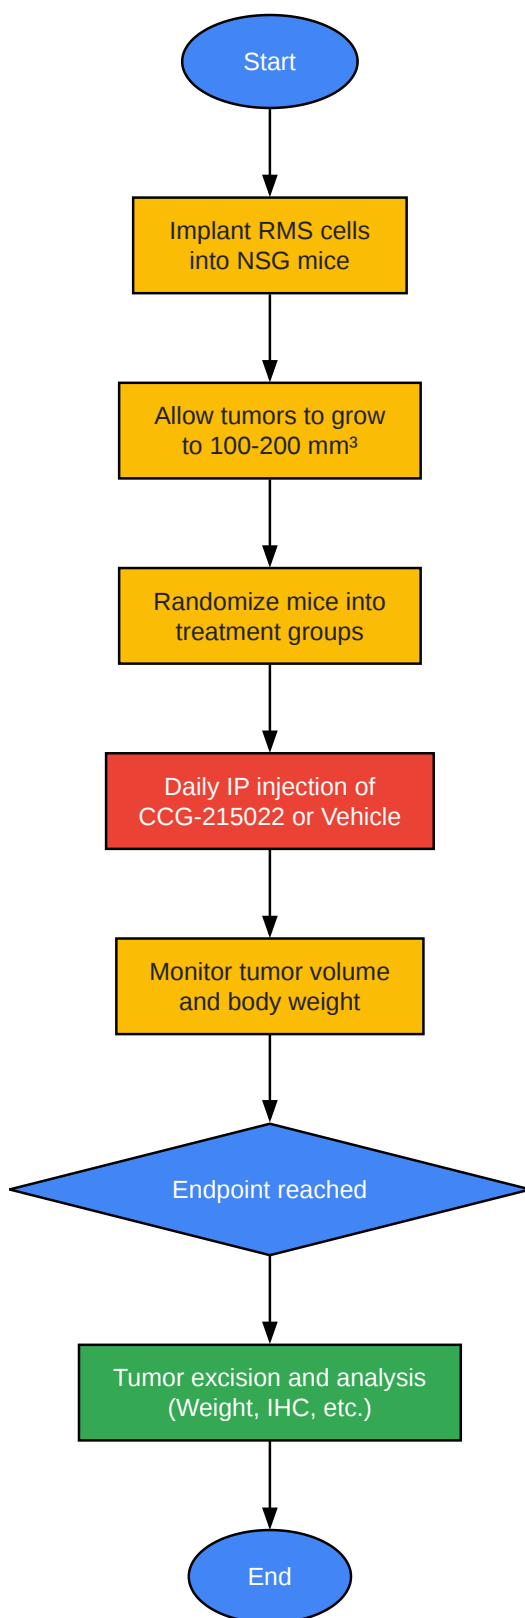 Start
Implant RMS cells
into NSG mice
Allow tumors to grow
to 100-200 mm³
Randomize mice into
treatment groups
Daily IP injection of
CCG-215022 or Vehicle
Monitor tumor volume
and body weight
Endpoint reached
Tumor excision and analysis
(Weight, IHC, etc.)
End